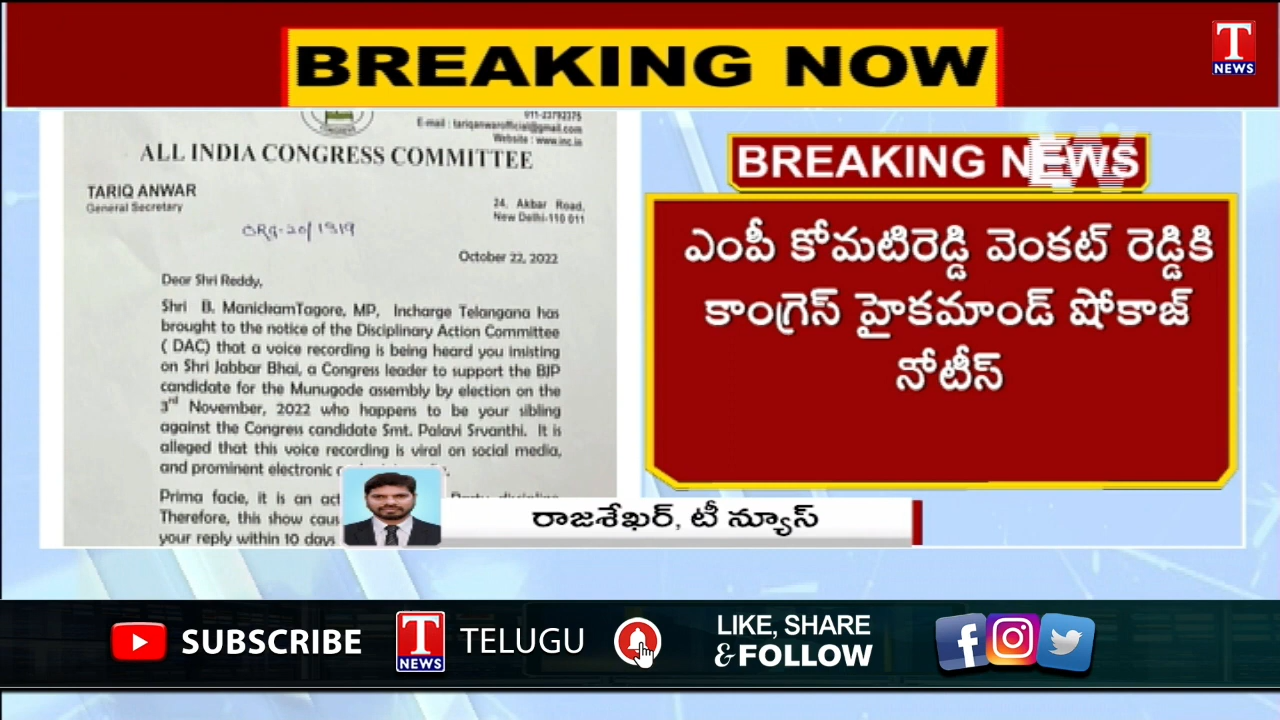 BREAKING NOW
T
NEWS
011-23792375
E-mail : tariqanwarofficial@gmail.com
Website : www.inc.in
ALL INDIA CONGRESS COMMITTEE
TARIQ ANWAR
General Secretary
24, Akbar Road,
New Delhi-110 011
ORG-20/1919
October 22, 2022
Dear Shri Reddy,
Shri B. ManickamTagore, MP, Incharge Telangana has
brought to the notice of the Disciplinary Action Committee
( DAC) that a voice recording is being heard you insisting
on Shri Jabbar Bhai, a Congress leader to support the BJP
candidate for the Munugode assembly by election on the
3rd November, 2022 who happens to be your sibling
against the Congress candidate Smt. Palavi Srvanthi. It is
alleged that this voice recording is viral on social media,
and prominent electronic
Prima facie, it is an act Party discipline
Therefore, this show caus
your reply within 10 days
BREAKING NEWS
ఎంపీ కోమటిరెడ్డి వెంకట్ రెడ్డికి
కాంగ్రెస్ హైకమాండ్ షోకాజ్
నోటీస్
రాజశేఖర్, టీ న్యూస్
SUBSCRIBE
T
NEWS
TELUGU
LIKE, SHARE
&FOLLOW